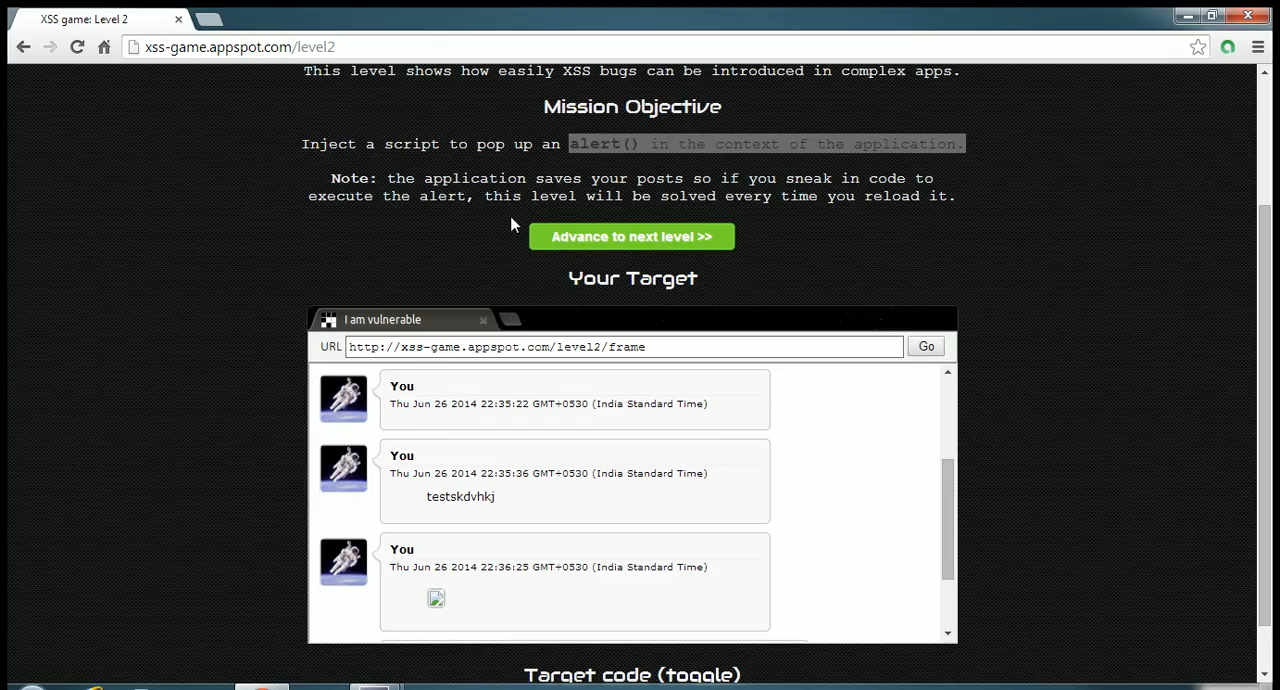 XSS game: Level 2
xss-game.appspot.com/level2
This level shows how easily XSS bugs can be introduced in complex apps.
Mission Objective
Inject a script to pop up an alert() in the context of the application.
Note: the application saves your posts so if you sneak in code to
execute the alert, this level will be solved every time you reload it.
Advance to next level >>
Your Target
I am vulnerable
URL http://xss-game.appspot.com/level2/frame Go
You
Thu Jun 26 2014 22:35:22 GMT+0530 (India Standard Time)
You
Thu Jun 26 2014 22:35:36 GMT+0530 (India Standard Time)
testskdvhkj
You
Thu Jun 26 2014 22:36:25 GMT+0530 (India Standard Time)
Target code (toggle)